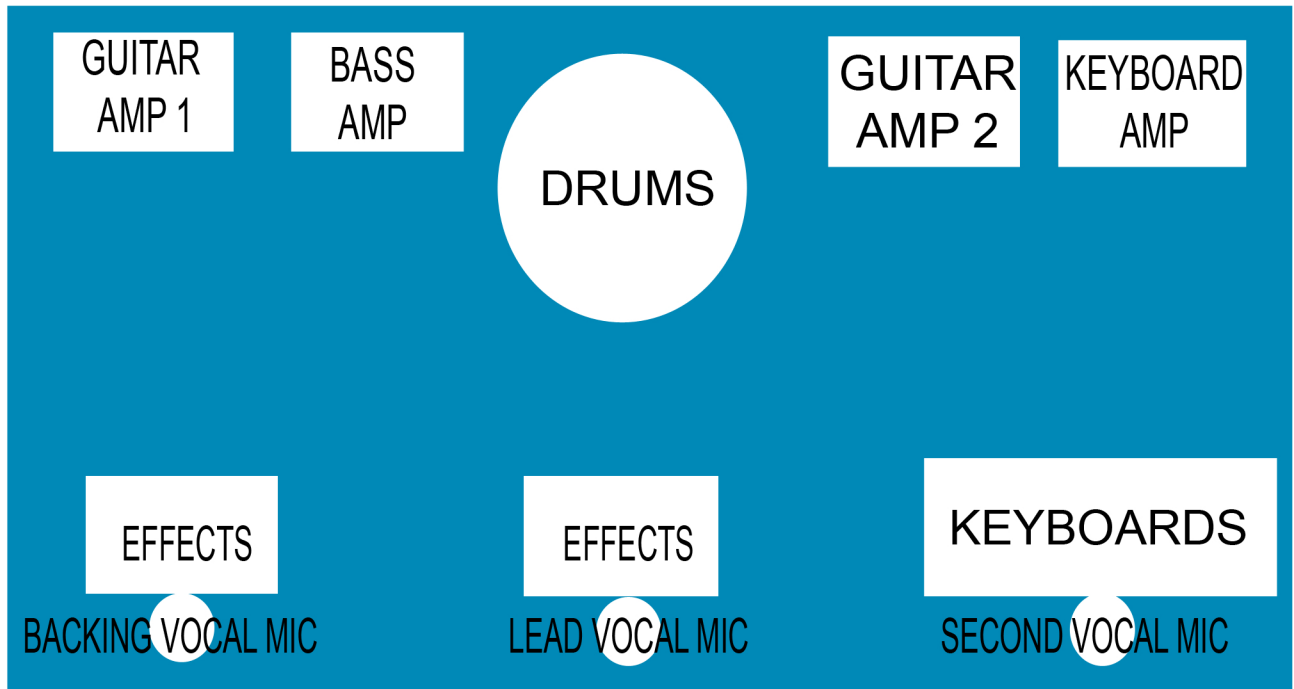 GUITAR
AMP 1
BASS
AMP
DRUMS
GUITAR
AMP 2
KEYBOARD
AMP
EFFECTS
EFFECTS
KEYBOARDS
BACKING VOCAL MIC
LEAD VOCAL MIC
SECOND VOCAL MIC